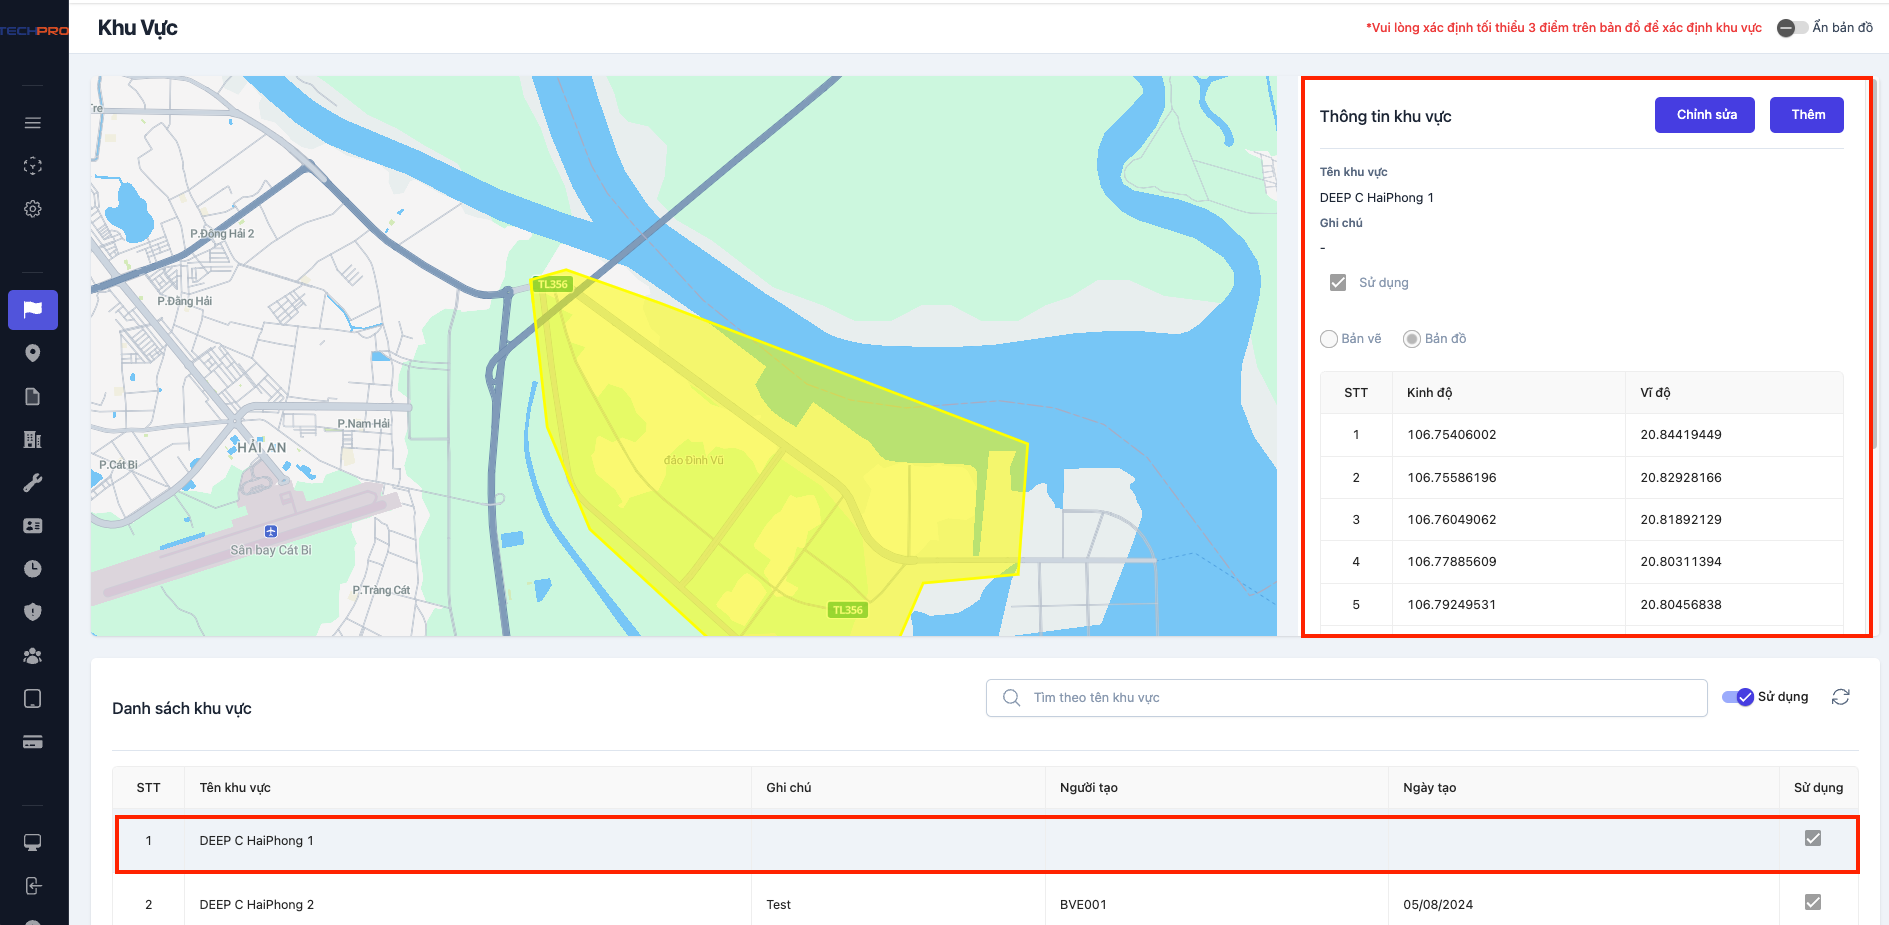 TECHPRO
Khu Vực
*Vui lòng xác định tối thiểu 3 điểm trên bản đồ để xác định khu vực
Ẩn bản đồ
Tre
P.Đông Hải 2
P.Đằng Hải
P.Nam Hải
HẢI AN
P.Cát Bi
Sân bay Cát Bi
P.Tràng Cát
TL356
đảo Đình Vũ
TL356
Thông tin khu vực
Chỉnh sửa
Thêm
Tên khu vực
DEEP C HaiPhong 1
Ghi chú
-
Sử dụng
Bản vẽ Bản đồ
STT Kinh độ Vĩ độ
1 106.75406002 20.84419449
2 106.75586196 20.82928166
3 106.76049062 20.81892129
4 106.77885609 20.80311394
5 106.79249531 20.80456838
Danh sách khu vực
Tìm theo tên khu vực
Sử dụng
STT Tên khu vực Ghi chú Người tạo Ngày tạo Sử dụng
1 DEEP C HaiPhong 1
2 DEEP C HaiPhong 2 Test BVE001 05/08/2024